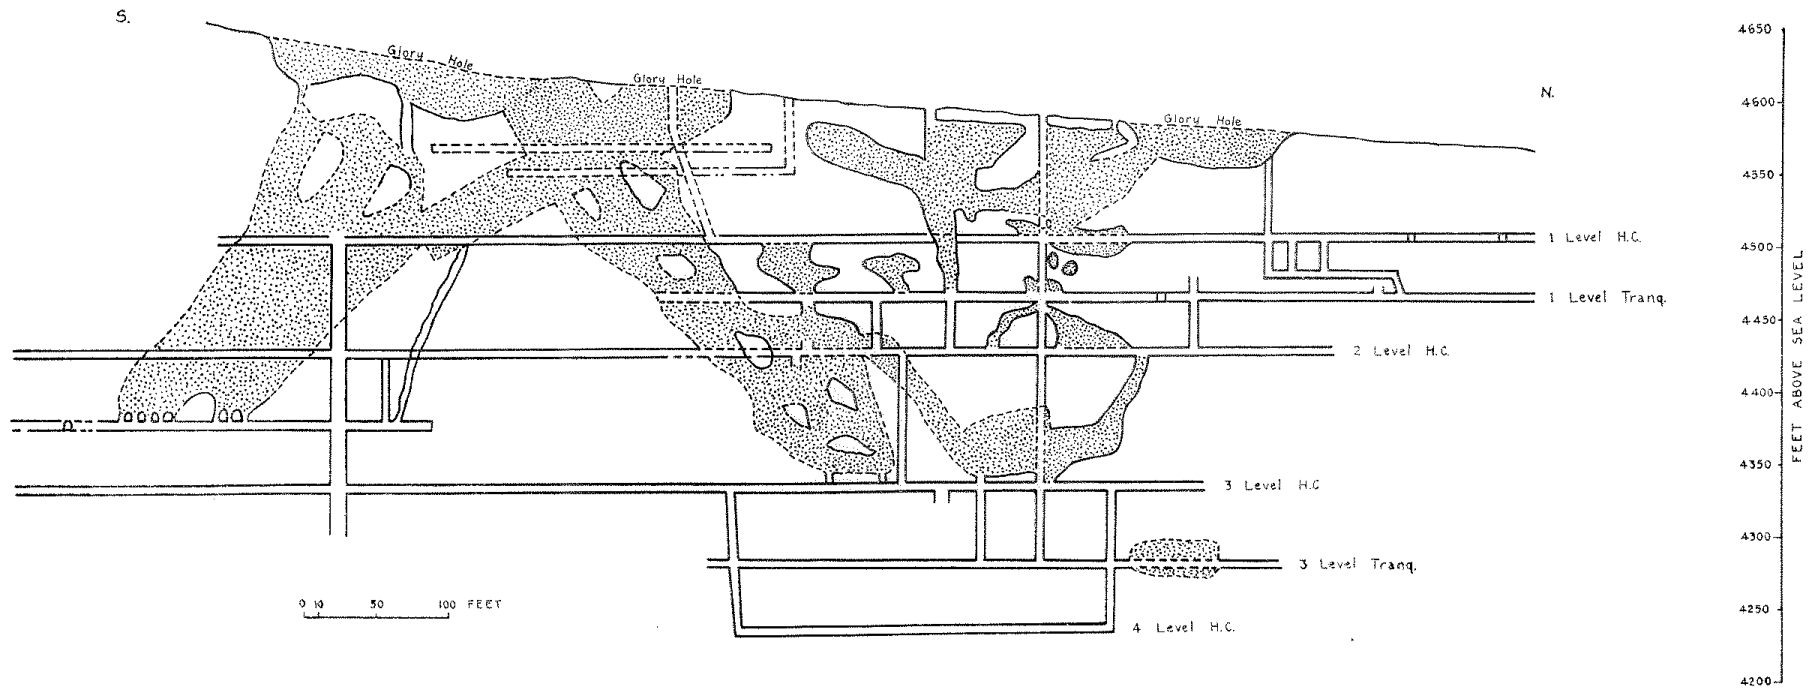 S.
Glory Hole
Glory Hole
Glory Hole
N.
1 Level H.C.
1 Level Tranq.
2 Level H.C.
3 Level H.C
3 Level Tranq.
4 Level H.C.
0 10 50 100 FEET
4650
4600
4550
4500
4450
4400
4350
4300
4250
4200
FEET ABOVE SEA LEVEL